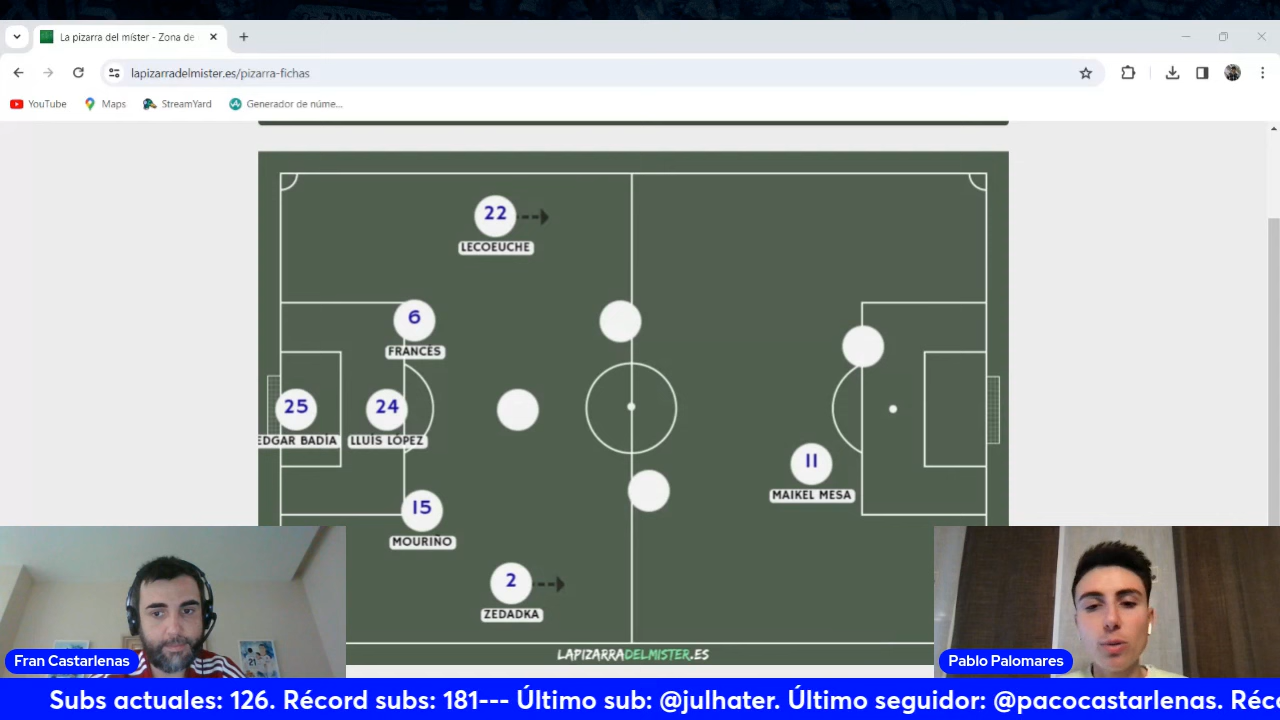 La pizarra del míster - Zona de
lapizarradelmister.es/pizarra-fichas
YouTube
Maps
StreamYard
Generador de núme...
22
LECOEUCHE
6
FRANCÉS
25
EDGAR BADÍA
24
LLUÍS LÓPEZ
11
MAIKEL MESA
15
MOURIÑO
2
ZEDADKA
LAPIZARRADELMISTER.ES
Fran Castarlenas
Pablo Palomares
Subs actuales: 126. Récord subs: 181--- Último sub: @julhater. Último seguidor: @pacocastarlenas. Réco